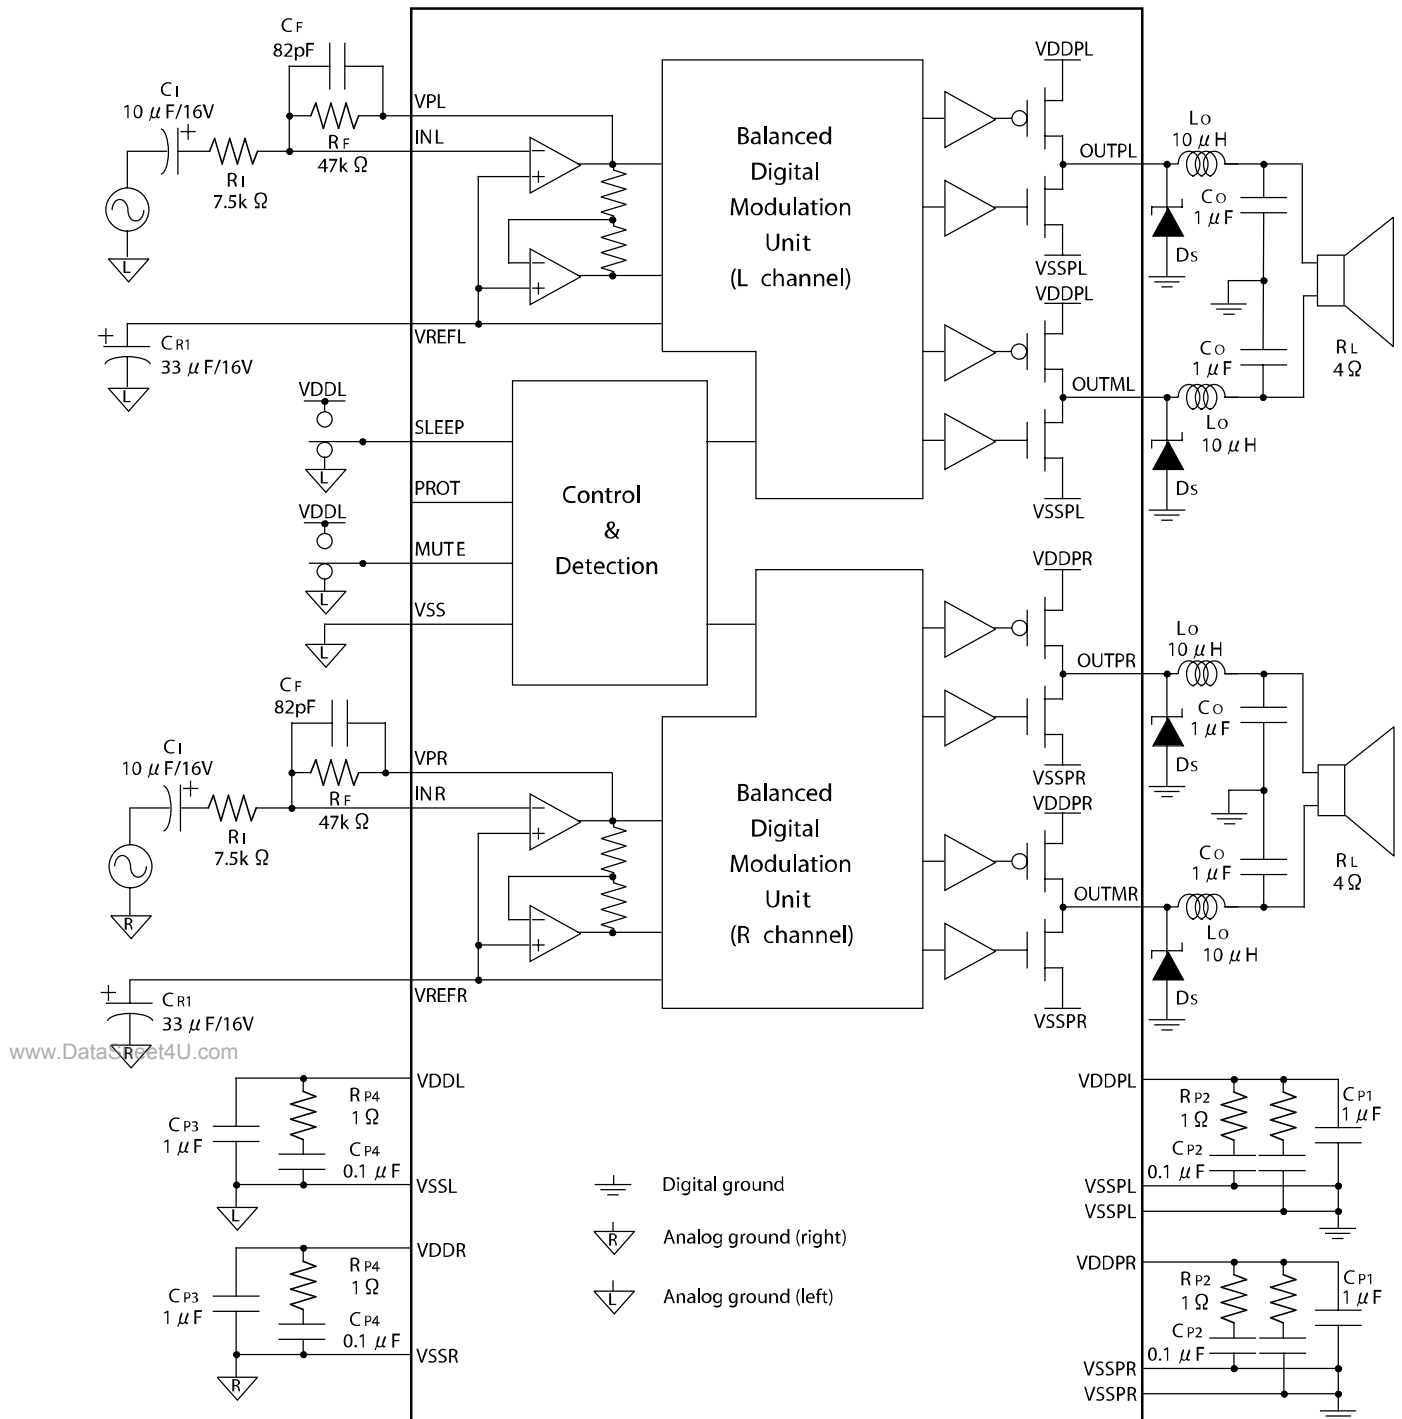 CF
82pF
CI
10 μF/16V
+
RF
47k Ω
RI
7.5k Ω
L
VPL
INL
−
+
−
+
Balanced
Digital
Modulation
Unit
(L channel)
VDDPL
OUTPL
VSSPL
VDDPL
OUTML
VSSPL
LO
10 μH
CO
1 μF
DS
CO
1 μF
LO
10 μH
DS
RL
4Ω
+
CR1
33 μF/16V
L
VREFL
VDDL
SLEEP
L
PROT
VDDL
MUTE
L
VSS
L
Control
&
Detection
CF
82pF
CI
10 μF/16V
+
RF
47k Ω
RI
7.5k Ω
R
VPR
INR
−
+
−
+
Balanced
Digital
Modulation
Unit
(R channel)
VDDPR
OUTPR
VSSPR
VDDPR
OUTMR
VSSPR
LO
10 μH
CO
1 μF
DS
CO
1 μF
LO
10 μH
DS
RL
4Ω
+
CR1
33 μF/16V
R
VREFR
www.DataSheet4U.com
VDDL
RP4
1Ω
CP3
1 μF
CP4
0.1 μF
VSSL
L
VDDR
RP4
1Ω
CP3
1 μF
CP4
0.1 μF
VSSR
R
Digital ground
R
Analog ground (right)
L
Analog ground (left)
VDDPL
RP2
1Ω
CP1
1 μF
CP2
0.1 μF
VSSPL
VSSPL
VDDPR
RP2
1Ω
CP1
1 μF
CP2
0.1 μF
VSSPR
VSSPR